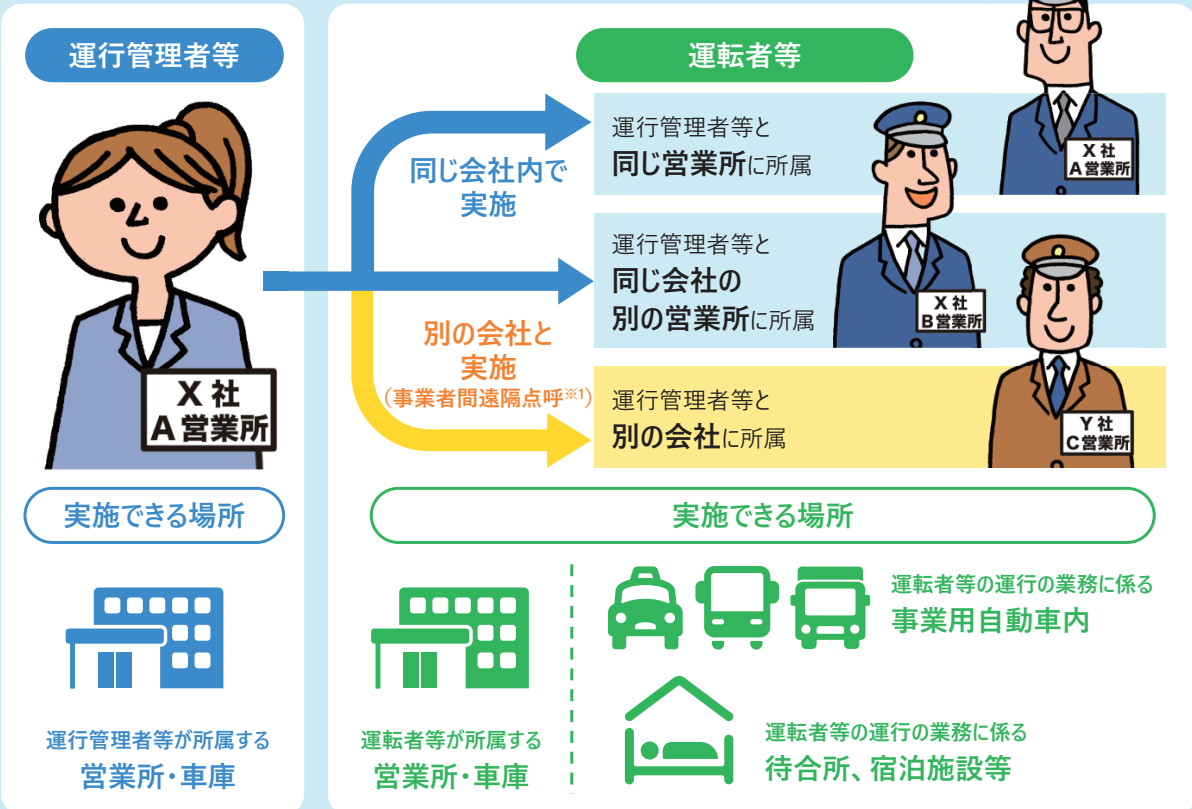 運行管理者等
X 社
A 営業所
実施できる場所
運行管理者等が所属する
営業所・車庫
運転者等
同じ会社内で
実施
別の会社と
実施
（事業者間遠隔点呼※1）
運行管理者等と
同じ営業所に所属
X 社
A 営業所
運行管理者等と
同じ会社の
別の営業所に所属
X 社
B 営業所
運行管理者等と
別の会社に所属
Y 社
C 営業所
実施できる場所
運転者等が所属する
営業所・車庫
運転者等の運行の業務に係る
事業用自動車内
運転者等の運行の業務に係る
待合所、宿泊施設等